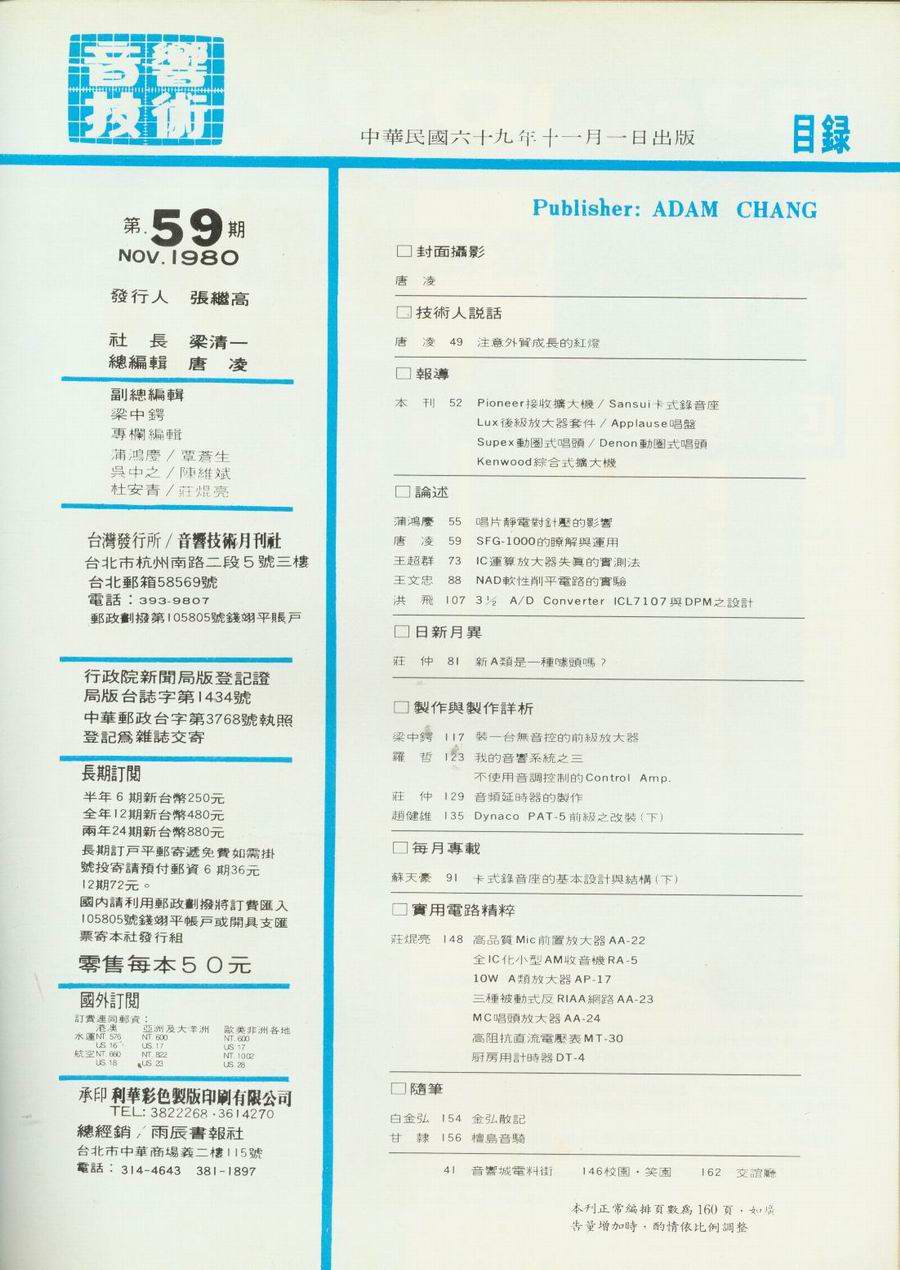 音響
技術
中華民國六十九年十一月一日出版
目録
第.59期
NOV.1980
發行人 張繼高
社 長 梁清一
總編輯 唐 凌
副總編輯
梁中鍔
專欄編輯
蒲鴻慶/覃蒼生
吳中之/陳維斌
杜安青/莊焜亮
台灣發行所/音響技術月刊社
台北市杭州南路二段5號三樓
台北郵箱58569號
電話:393-9807
郵政劃撥第105805號錢翊平賬戶
行政院新聞局版登記證
局版台誌字第1434號
中華郵政台字第3768號執照
登記爲雜誌交寄
長期訂閱
半年6期新台幣250元
全年12期新台幣480元
兩年24期新台幣880元
長期訂戶平郵寄遞免費如需掛
號投寄請預付郵資6期36元
12期72元。
國內請利用郵政劃撥將訂費匯入
105805號錢翊平帳戶或開具支匯
票寄本社發行組
零售每本50元
國外訂閱
訂費連同郵資:
港澳 亞洲及大羊洲 歐美非洲各地
水運NT. 576 NT. 600 NT. 600
US. 16 US. 17 US. 17
航空NT. 660 NT. 822 NT. 1002
US. 18 US. 23 US. 28
承印 利華彩色製版印刷有限公司
TEL: 3822268·3614270
總經銷/雨辰書報社
台北市中華商場義二樓115號
電話: 314-4643 381-1897
Publisher: ADAM CHANG
□封面攝影
唐 凌
□技術人說話
唐 凌 49 注意外貿成長的紅燈
□報導
本 刊 52 Pioneer接收擴大機/Sansui卡式錄音座
Lux後級放大器套件/Applause唱盤
Supex動圈式唱頭/Denon動圈式唱頭
Kenwood綜合式擴大機
□論述
蒲鴻慶 55 唱片靜電對針壓的影響
唐 凌 59 SFG-1000的瞭解與運用
王超群 73 IC運算放大器失眞的實測法
王文忠 88 NAD軟性削平電路的實驗
洪 飛 107 3½ A/D Converter ICL7107與DPM之設計
□日新月異
莊 仲 81 新A類是一種噱頭嗎?
□製作與製作詳析
梁中鍔 117 裝一台無音控的前級放大器
羅 哲 123 我的音響系統之三
不使用音調控制的Control Amp.
莊 仲 129 音頻延時器的製作
趙健雄 135 Dynaco PAT-5前級之改裝(下)
□每月專載
蘇天豪 91 卡式錄音座的基本設計與結構(下)
□實用電路精粹
莊焜亮 148 高品質Mic前置放大器AA-22
全IC化小型AM收音機RA-5
10W A類放大器AP-17
三種被動式反RIAA網路AA-23
MC唱頭放大器AA-24
高阻抗直流電壓表MT-30
厨房用計時器DT-4
□隨筆
白金弘 154 金弘散記
甘 隸 156 檀島音騎
41 音響城電料街 146校園·笑園 162 交誼廳
本刊正常編排頁數爲160頁,如廣
告量增加時,酌情依比例調整